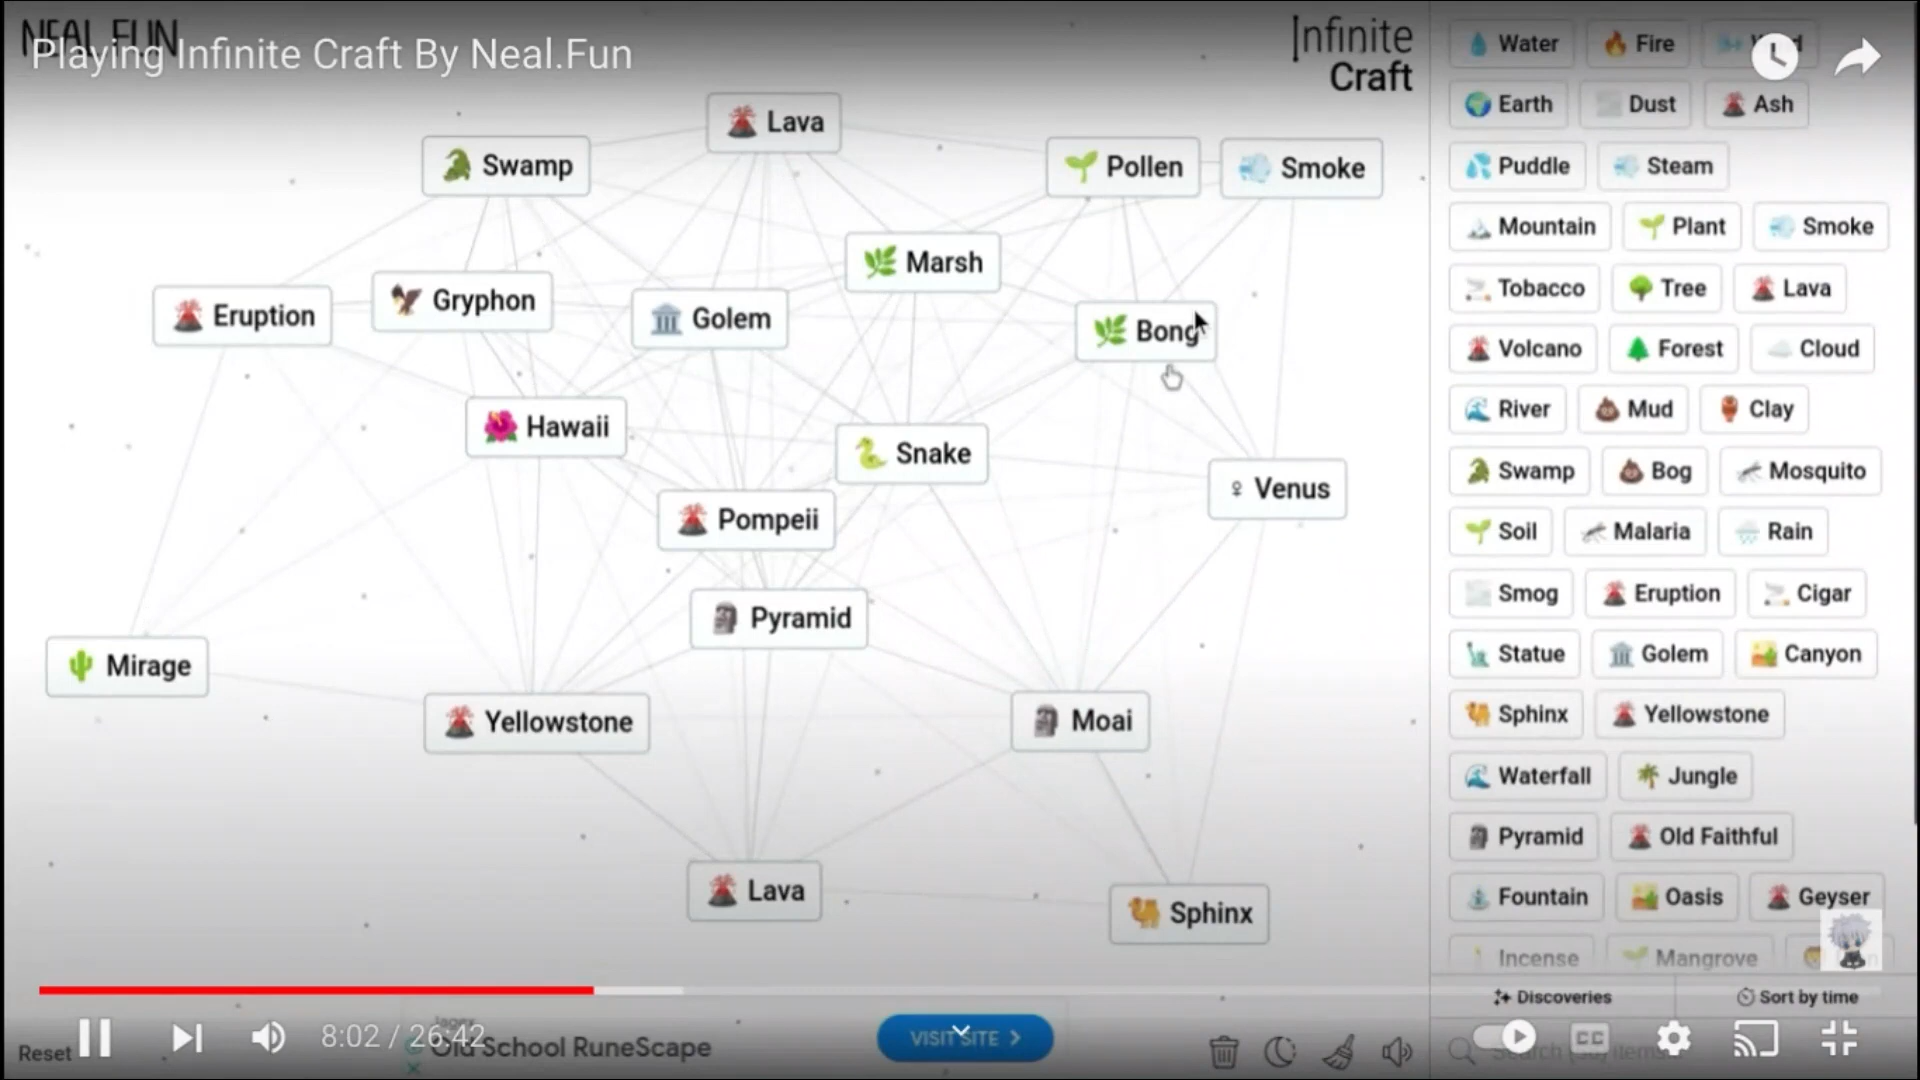 NEAL.FUN
Playing Infinite Craft By Neal.Fun
Infinite
Craft
Lava
Swamp
Pollen
Smoke
Marsh
Eruption
Gryphon
Golem
Bong
Hawaii
Snake
Venus
Pompeii
Pyramid
Mirage
Yellowstone
Moai
Lava
Sphinx
Water Fire
Earth Dust Ash
Puddle Steam
Mountain Plant Smoke
Tobacco Tree Lava
Volcano Forest Cloud
River Mud Clay
Swamp Bog Mosquito
Soil Malaria Rain
Smog Eruption Cigar
Statue Golem Canyon
Sphinx Yellowstone
Waterfall Jungle
Pyramid Old Faithful
Fountain Oasis Geyser
Incense Mangrove
Discoveries Sort by time
8:02 / 26:42
Reset
Old School RuneScape
VISIT SITE
CC
Search
items